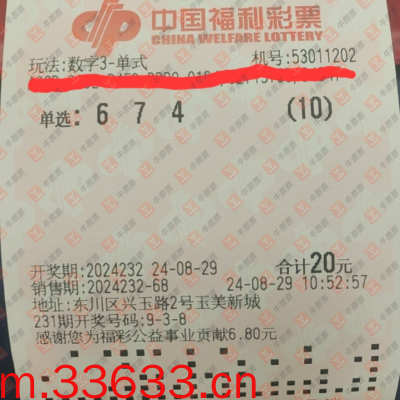 中国福利彩票
CHINA WELFARE LOTTERY
玩法:数字3-单式 机号:53011202
单选: 6 7 4 (10)
开奖期:2024232 24-08-29 合计20元
销售期:2024232-68 24-08-29 10:52:57
地址:东川区兴玉路2号玉美新城
231期开奖号码:9-3-8
感谢您为福彩公益事业贡献6.80元
m.33633.cn